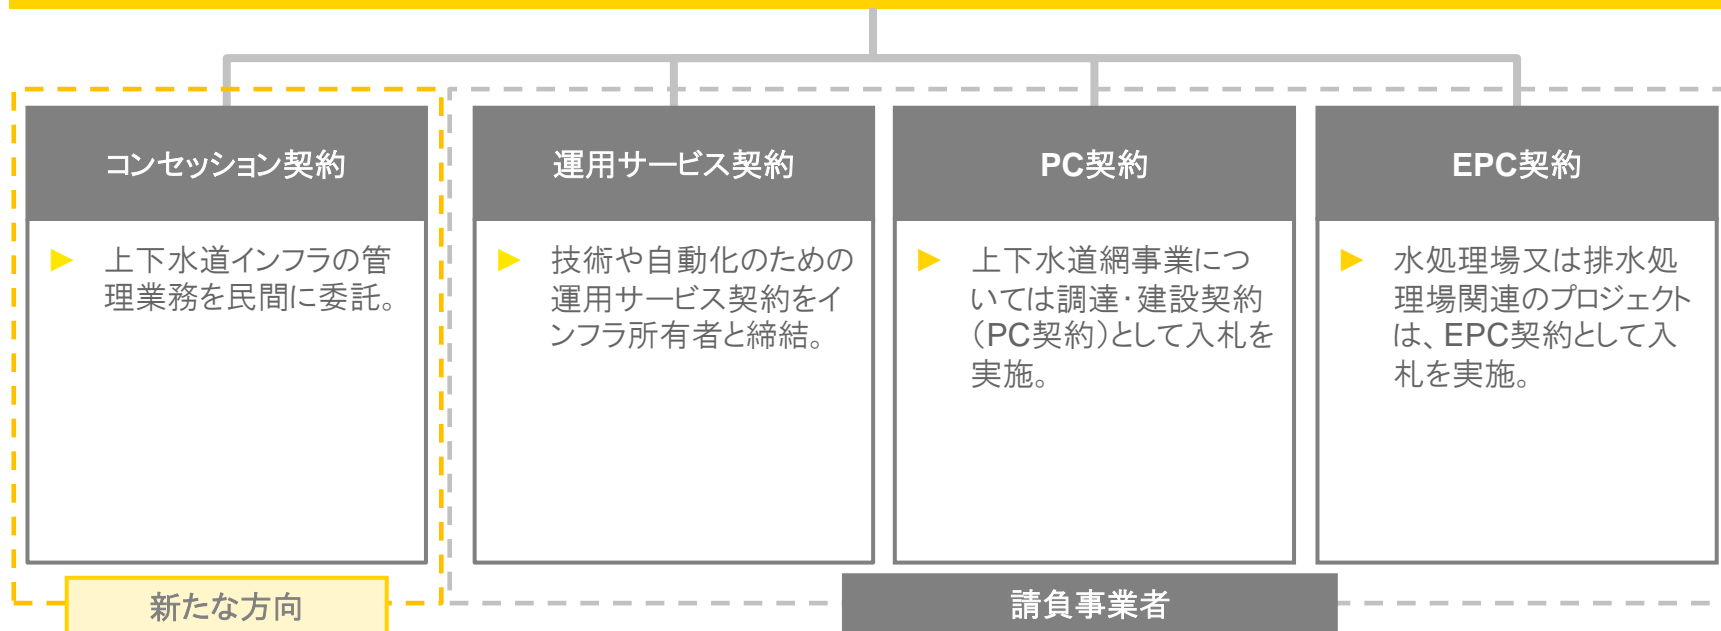 コンセッション契約
▶ 上下水道インフラの管
理業務を民間に委託。
新たな方向
運用サービス契約
▶ 技術や自動化のための
運用サービス契約をイ
ンフラ所有者と締結。
PC契約
▶ 上下水道網事業につ
いては調達・建設契約
（PC契約）として入札を
実施。
EPC契約
▶ 水処理場又は排水処
理場関連のプロジェクト
は、EPC契約として入
札を実施。
請負事業者